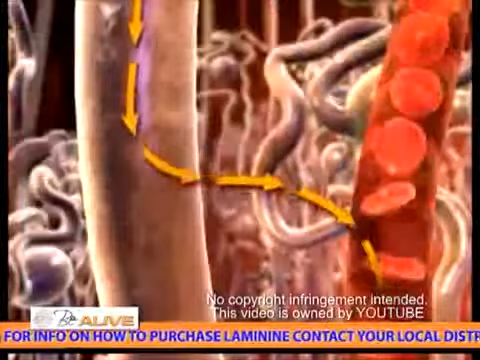 No copyright infringement intended.
This video is owned by YOUTUBE
Be
ALIVE
FOR INFO ON HOW TO PURCHASE LAMININE CONTACT YOUR LOCAL DISTR